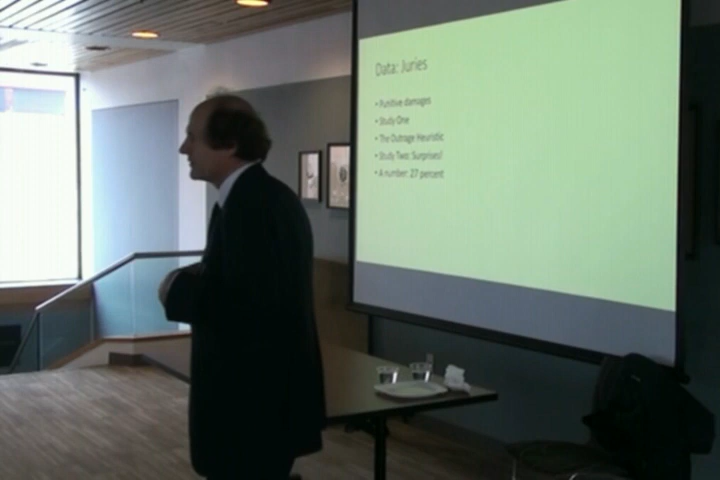 Data: Juries
• Punitive damages
• Study One
• The Outrage Heuristic
• Study Two: Surprises!
• A number: 27 percent